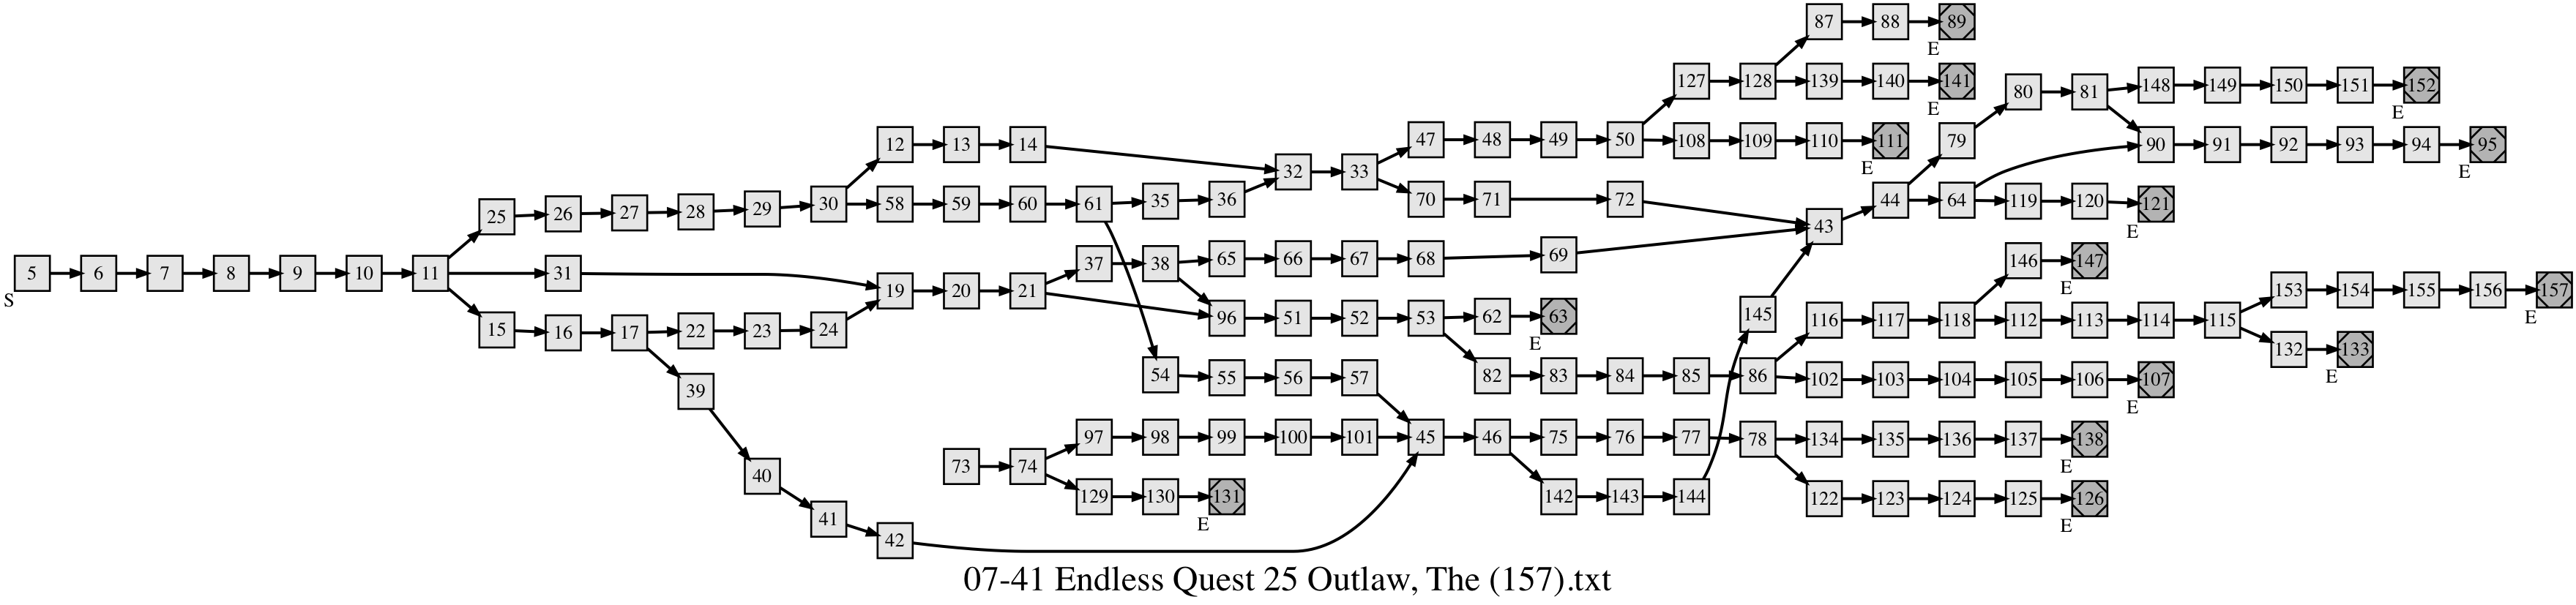 87 88 89
E
127 128 139 140 141
E
80 81 148 149 150 151 152
E
12 13 14 47 48 49 50 108 109 110 111 79 90 91 92 93 94 95
E E
32 33
25 26 27 28 29 30 58 59 60 61 35 36 70 71 72 44 64 119 120 121
E
43
5 6 7 8 9 10 11 31 37 38 65 66 67 68 69 146 147
S E
19 20 21 153 154 155 156 157
E
15 16 17 22 23 24 96 51 52 53 62 63 145 116 117 118 112 113 114 115
E
132 133
E
39 54 55 56 57 82 83 84 85 86 102 103 104 105 106 107
E
97 98 99 100 101 45 46 75 76 77 78 134 135 136 137 138
E
40 73 74
129 130 131 142 143 144 122 123 124 125 126
E E
41
42
07-41 Endless Quest 25 Outlaw, The (157).txt